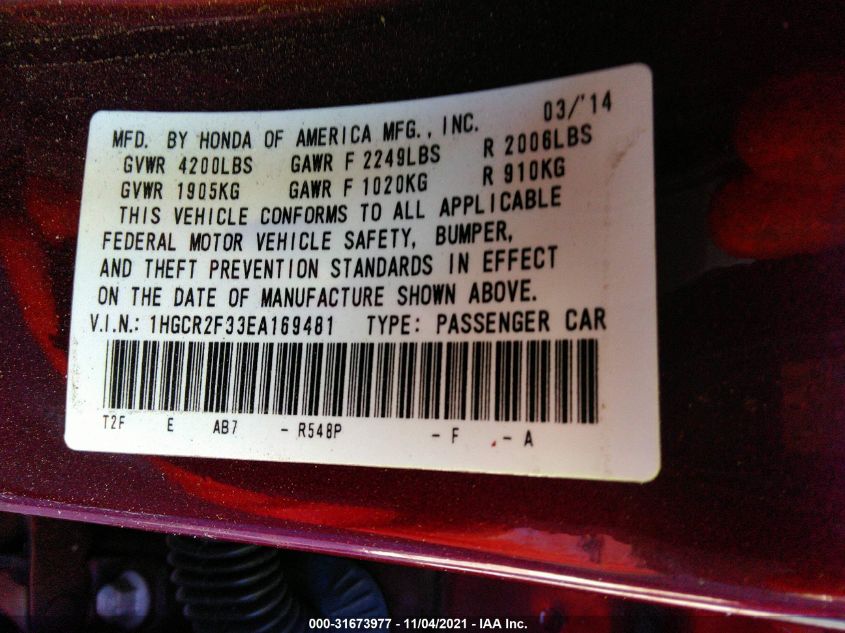 03/'14
MFD. BY HONDA OF AMERICA MFG., INC.
GVWR 4200LBS GAWR F 2249LBS R 2006LBS
GVWR 1905KG GAWR F 1020KG R 910KG
THIS VEHICLE CONFORMS TO ALL APPLICABLE
FEDERAL MOTOR VEHICLE SAFETY, BUMPER,
AND THEFT PREVENTION STANDARDS IN EFFECT
ON THE DATE OF MANUFACTURE SHOWN ABOVE.
V.I.N.: 1HGCR2F33EA169481 TYPE: PASSENGER CAR
T2F E AB7 - R548P - F - A
000-31673977 - 11/04/2021 - IAA Inc.